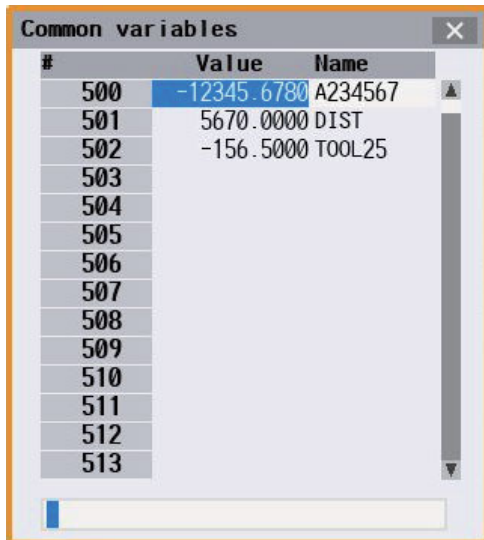 Common variables
# Value Name
500 -12345.6780 A234567
501 5670.0000 DIST
502 -156.5000 TOOL25
503
504
505
506
507
508
509
510
511
512
513